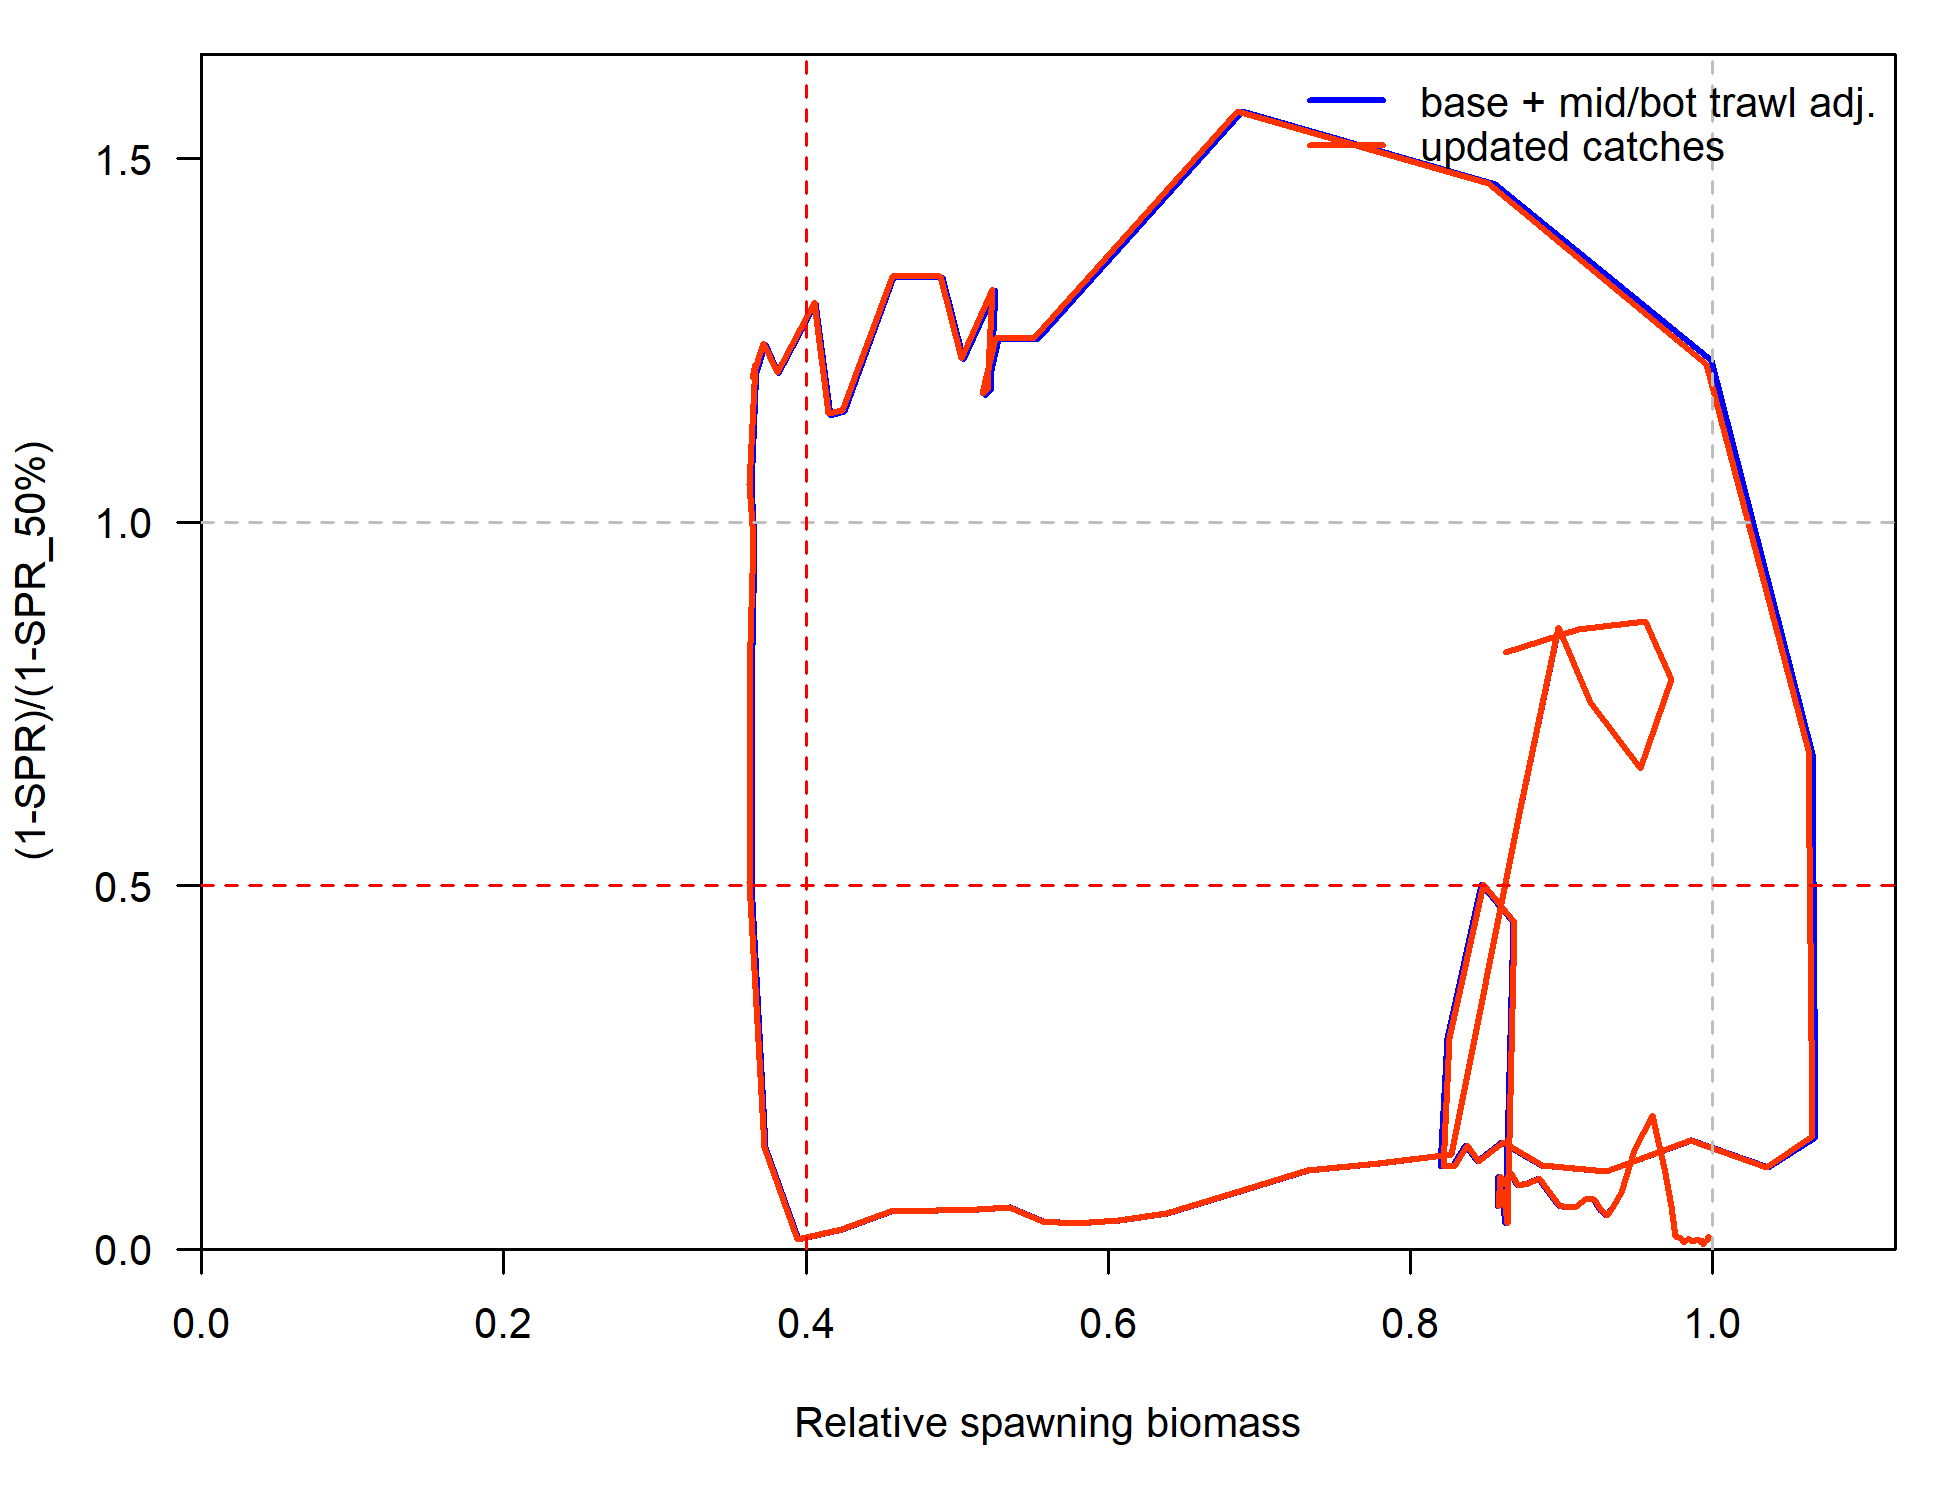 base + mid/bot trawl adj.
updated catches
1.5
1.0
0.5
0.0
(1-SPR)/(1-SPR_50%)
0.0 0.2 0.4 0.6 0.8 1.0
Relative spawning biomass